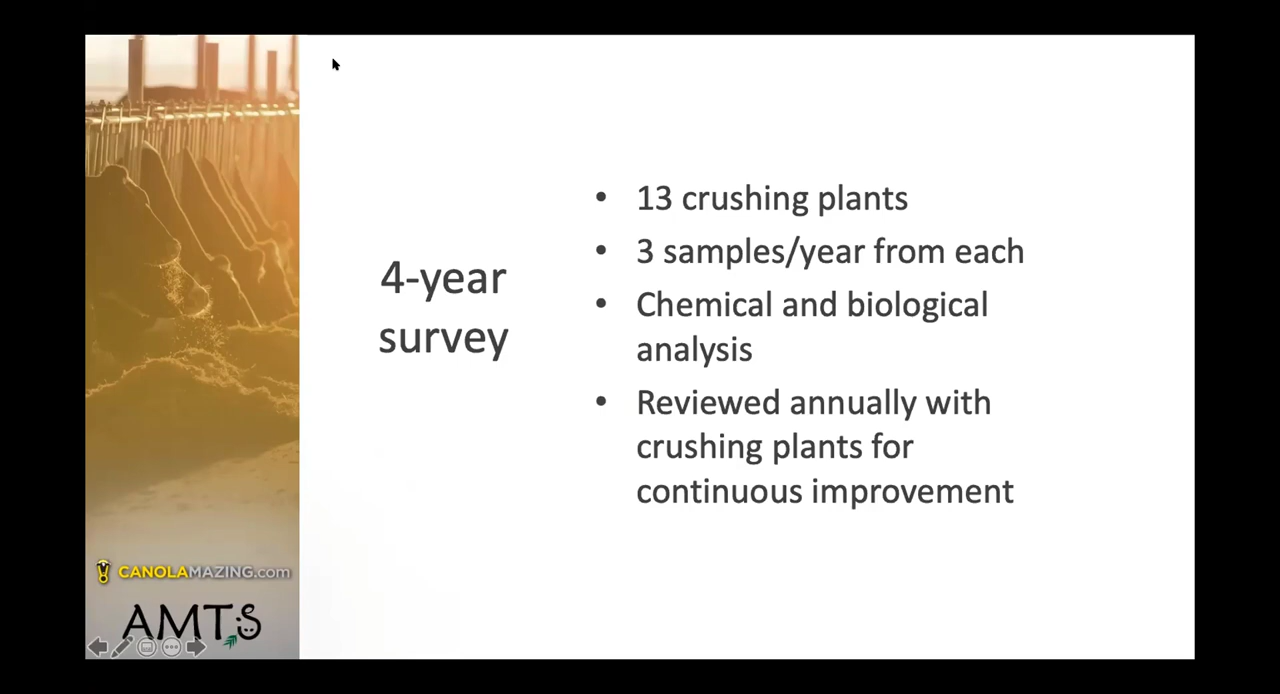 4-year
survey
• 13 crushing plants
• 3 samples/year from each
• Chemical and biological
analysis
• Reviewed annually with
crushing plants for
continuous improvement
CANOLAMAZING.com
AMTS